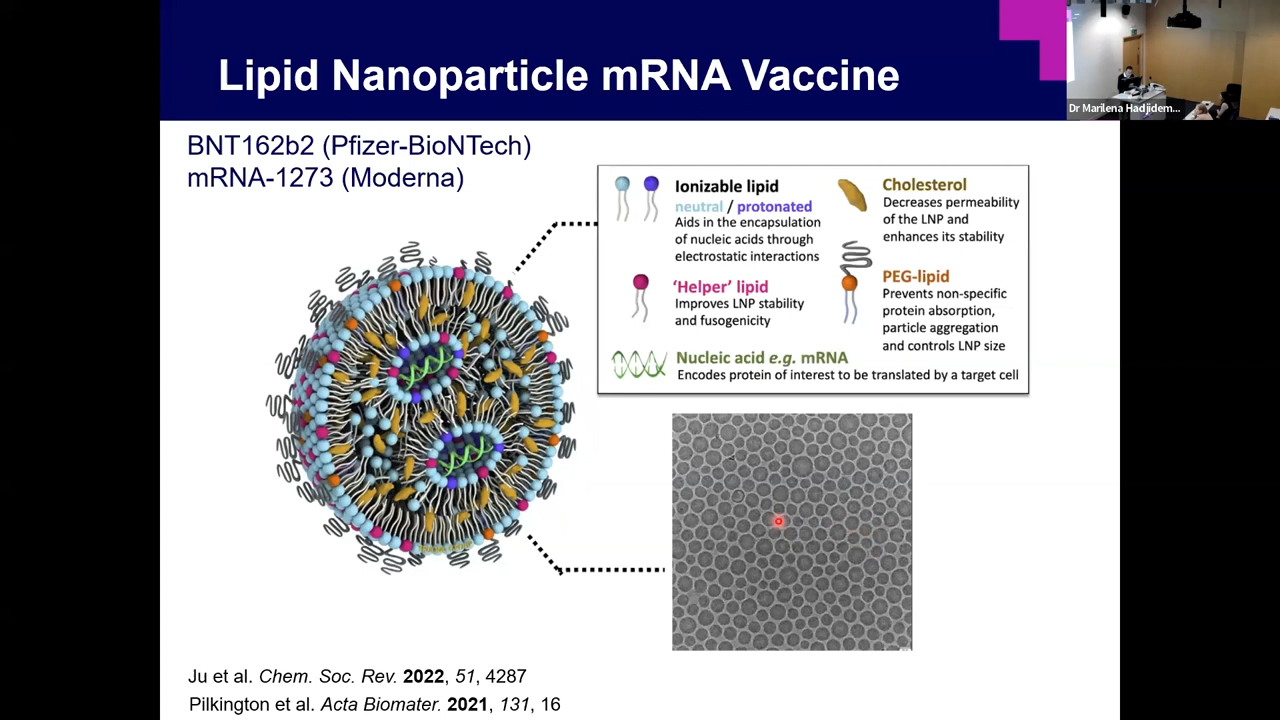 Lipid Nanoparticle mRNA Vaccine
Dr Marilena Hadjidem...
BNT162b2 (Pfizer-BioNTech)
mRNA-1273 (Moderna)
Ionizable lipid
neutral / protonated
Aids in the encapsulation
of nucleic acids through
electrostatic interactions
Cholesterol
Decreases permeability
of the LNP and
enhances its stability
'Helper' lipid
Improves LNP stability
and fusogenicity
PEG-lipid
Prevents non-specific
protein absorption,
particle aggregation
and controls LNP size
Nucleic acid e.g. mRNA
Encodes protein of interest to be translated by a target cell
Ju et al. Chem. Soc. Rev. 2022, 51, 4287
Pilkington et al. Acta Biomater. 2021, 131, 16